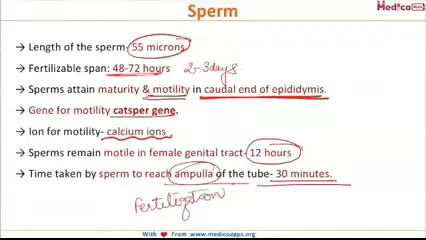 Sperm
Medico Apps
→ Length of the sperm- 55 microns
→ Fertilizable span: 48-72 hours 2-3days
→ Sperms attain maturity & motility in caudal end of epididymis.
→ Gene for motility catsper gene.
→ Ion for motility- calcium ions
→ Sperms remain motile in female genital tract- 12 hours
→ Time taken by sperm to reach ampulla of the tube- 30 minutes.
Fertilization
With ❤ From www.medicoapps.org